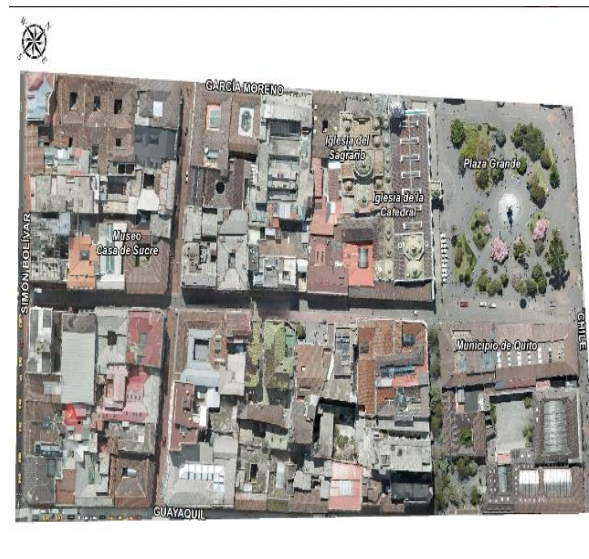 GARCÍA MORENO
Iglesia del
Sagrario
Plaza Grande
Iglesia de la
Catedral
SIMÓN BOLÍVAR
Museo
Casa de Sucre
CHILE
Municipio de Quito
GUAYAQUIL